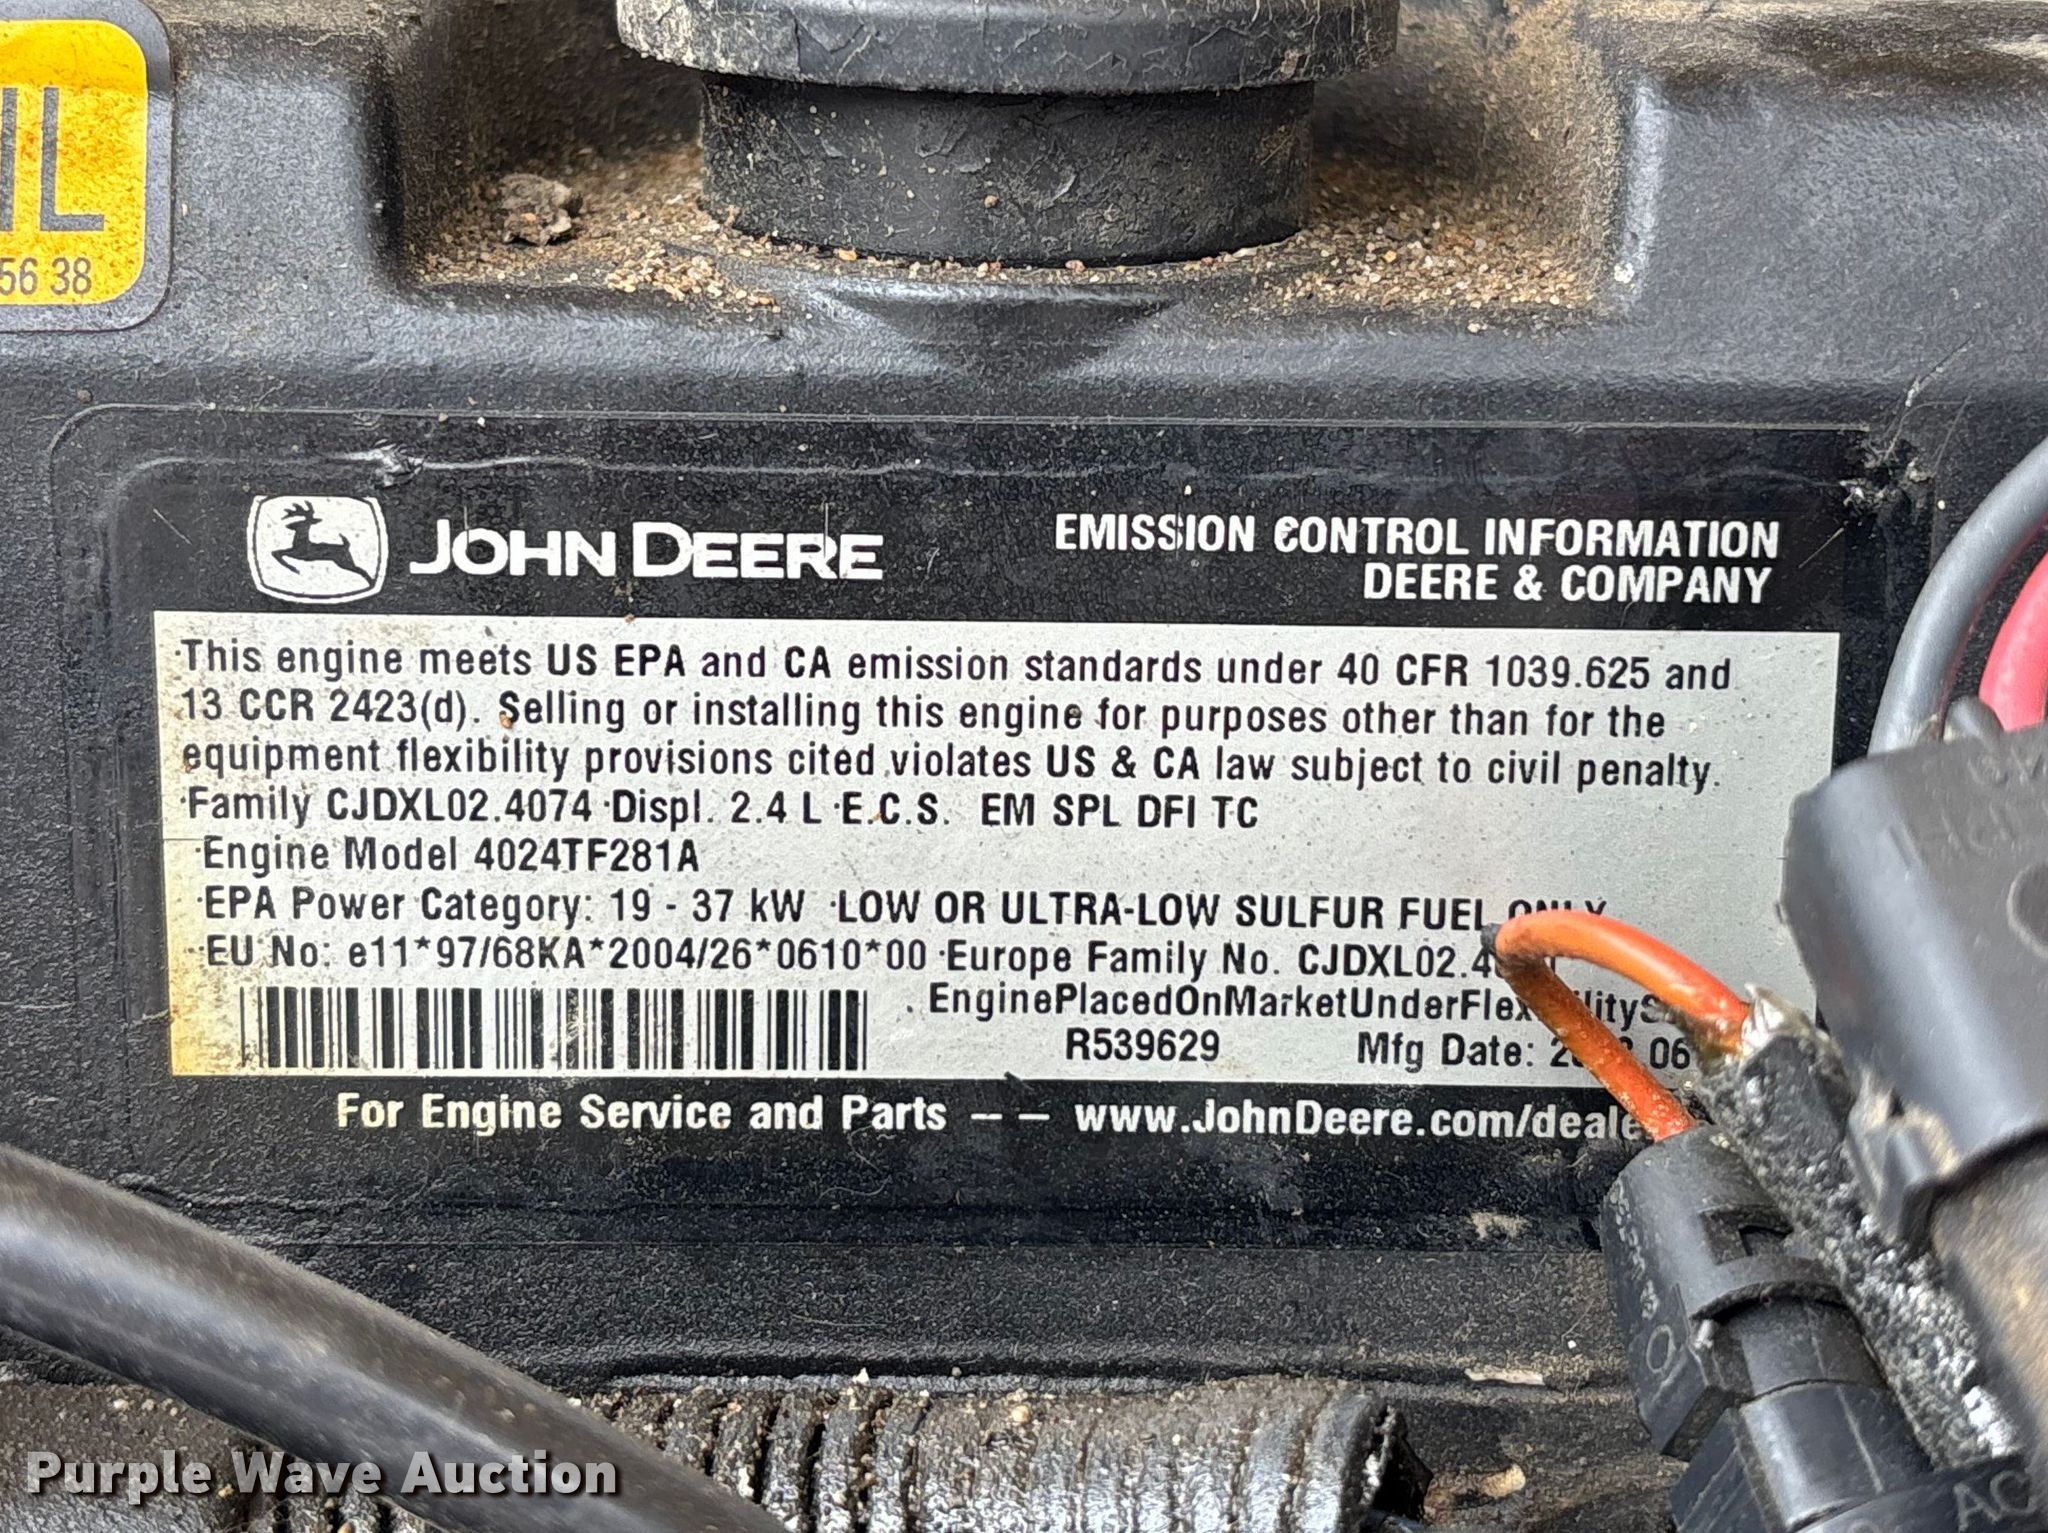 IL
56 38
JOHN DEERE
EMISSION CONTROL INFORMATION
DEERE & COMPANY
·This engine meets US EPA and CA emission standards under 40 CFR 1039.625 and
13 CCR 2423(d). Selling or installing this engine for purposes other than for the
equipment flexibility provisions cited violates US & CA law subject to civil penalty.
·Family CJDXL02.4074 ·Displ. 2.4 L ·E.C.S. EM SPL DFI TC
·Engine Model 4024TF281A
·EPA Power Category: 19 - 37 kW ·LOW OR ULTRA-LOW SULFUR FUEL ONLY
·EU No: e11*97/68KA*2004/26*0610*00 ·Europe Family No.
R539629 Mfg Date: 06
For Engine Service and Parts -- www.JohnDeere.com/deale
Purple Wave Auction